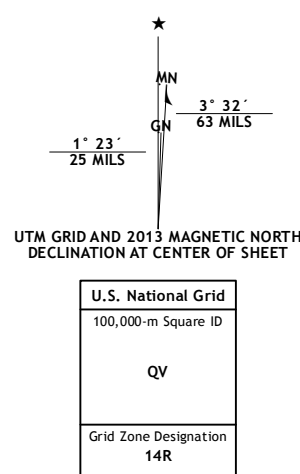 ★
MN
3° 32´
63 MILS
GN
1° 23´
25 MILS
UTM GRID AND 2013 MAGNETIC NORTH
DECLINATION AT CENTER OF SHEET
U.S. National Grid
100,000-m Square ID
QV
Grid Zone Designation
14R